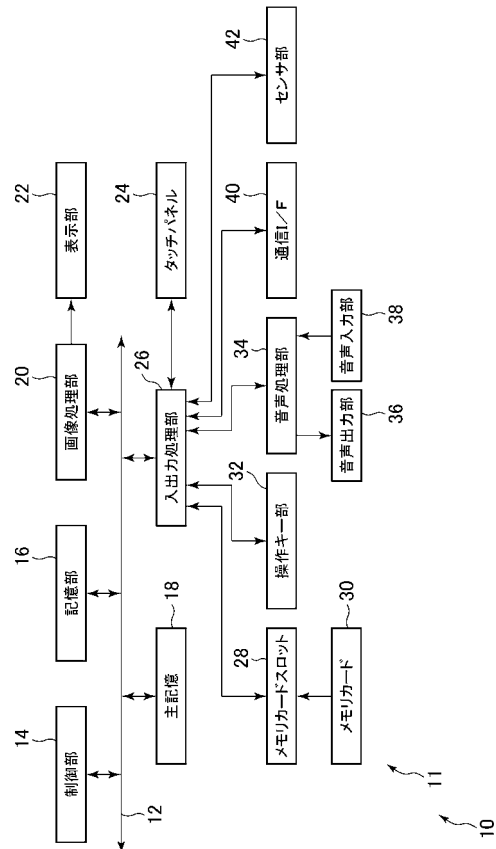 14
制御部
16
記憶部
20
画像処理部
22
表示部
12
18
主記憶
26
入出力処理部
24
タッチパネル
28
メモリカードスロット
32
操作キー部
34
音声処理部
40
通信I/F
42
センサ部
30
メモリカード
36
音声出力部
38
音声入力部
11
10